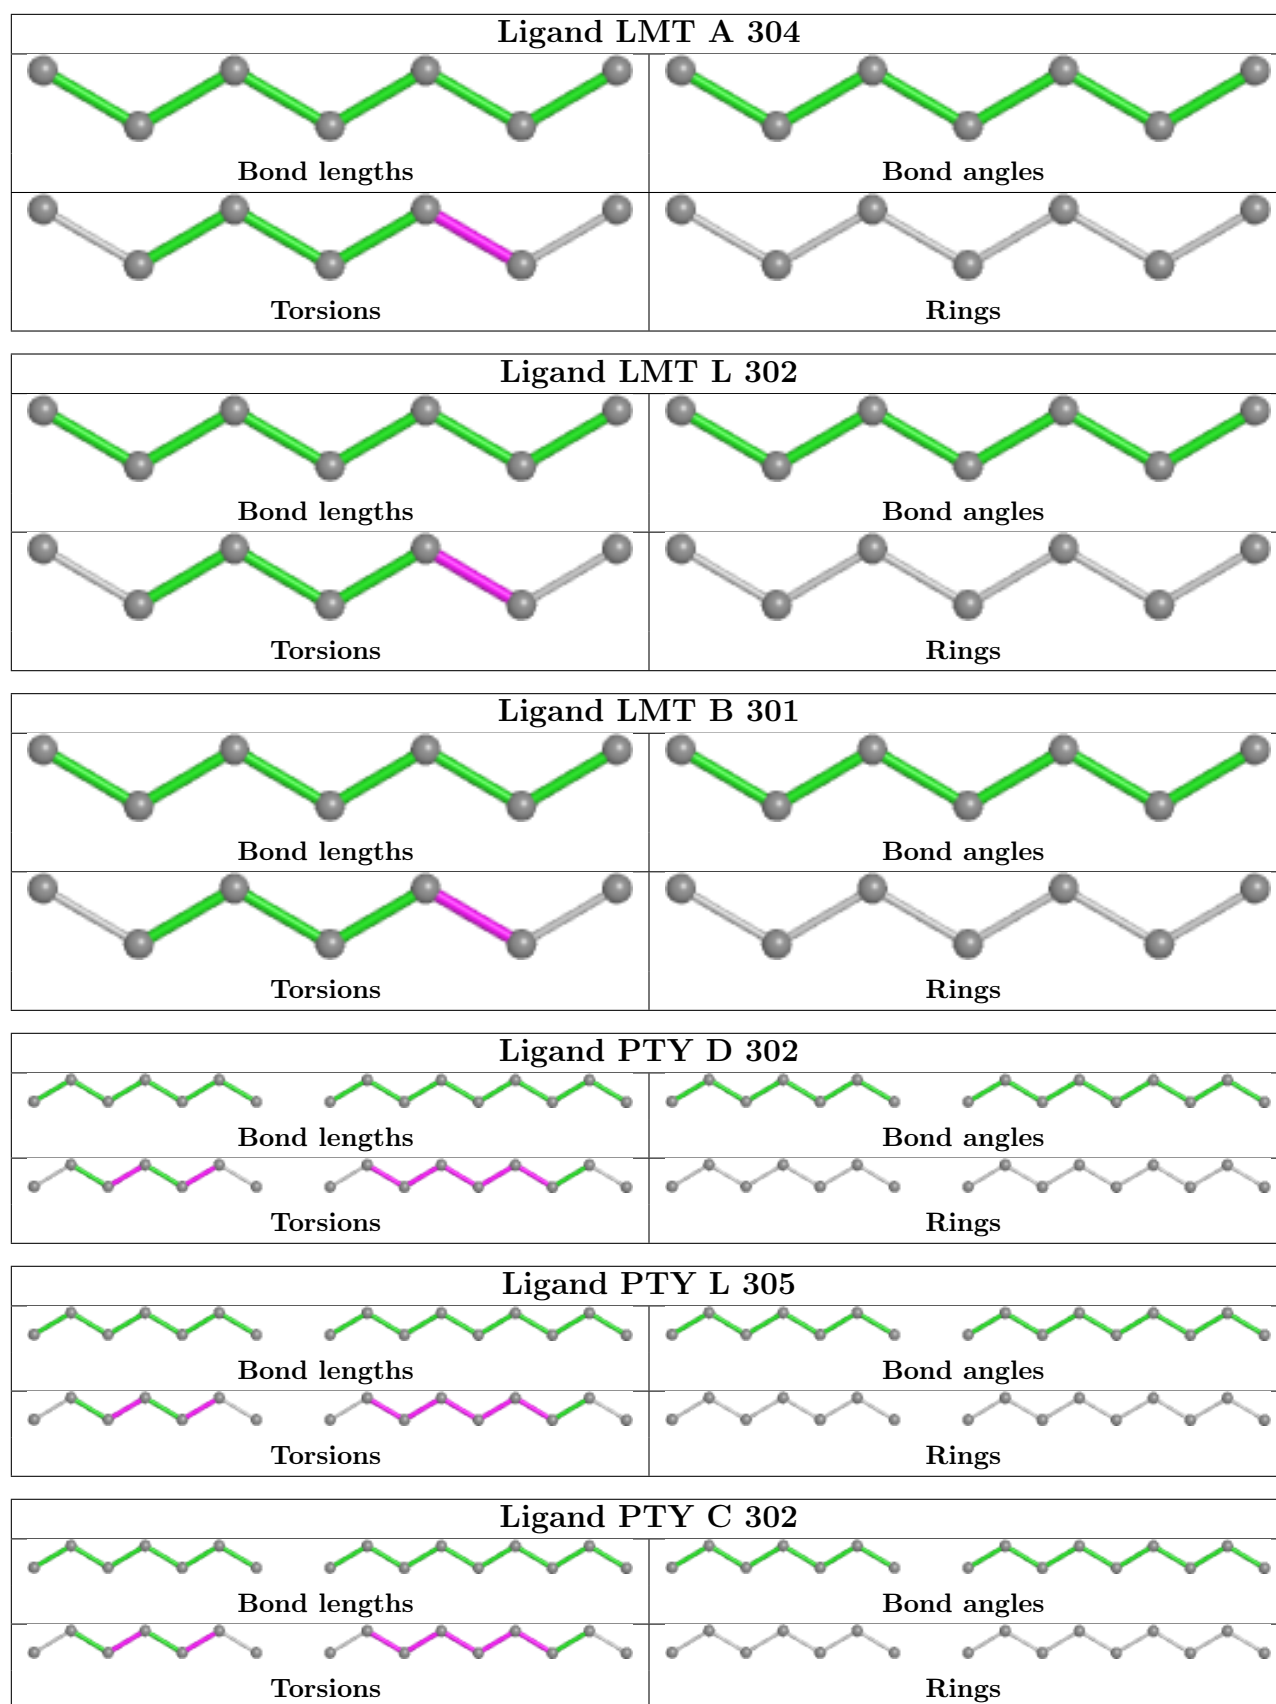 Ligand LMT A 304
Bond lengths Bond angles
Torsions Rings
Ligand LMT L 302
Bond lengths Bond angles
Torsions Rings
Ligand LMT B 301
Bond lengths Bond angles
Torsions Rings
Ligand PTY D 302
Bond lengths Bond angles
Torsions Rings
Ligand PTY L 305
Bond lengths Bond angles
Torsions Rings
Ligand PTY C 302
Bond lengths Bond angles
Torsions Rings